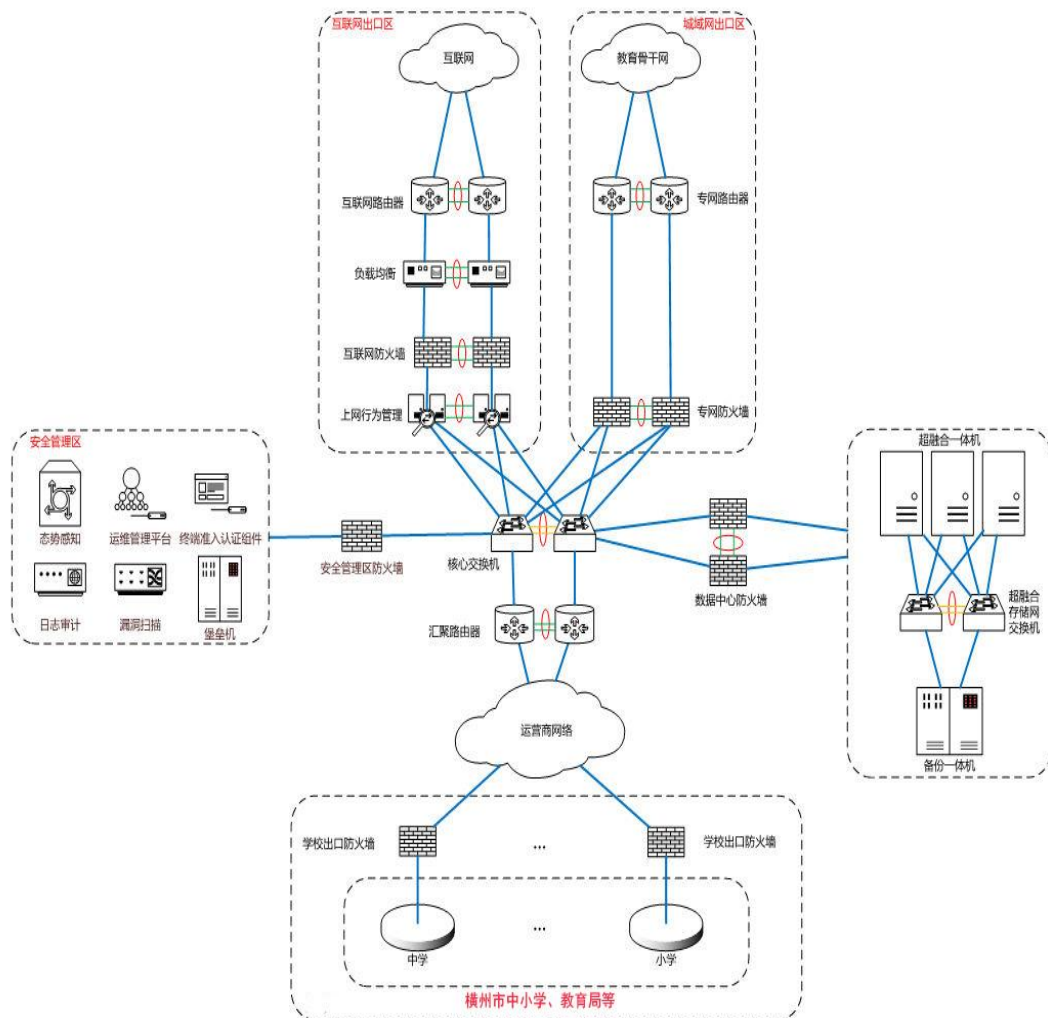 互联网出口区
城域网出口区
互联网
教育骨干网
互联网路由器
专网路由器
负载均衡
互联网防火墙
上网行为管理
专网防火墙
安全管理区
态势感知
运维管理平台
终端准入认证组件
日志审计
漏洞扫描
堡垒机
安全管理区防火墙
核心交换机
数据中心防火墙
超融合一体机
超融合
存储网
交换机
备份一体机
汇聚路由器
运营商网络
学校出口防火墙
...
学校出口防火墙
中学
...
小学
横州市中小学、教育局等